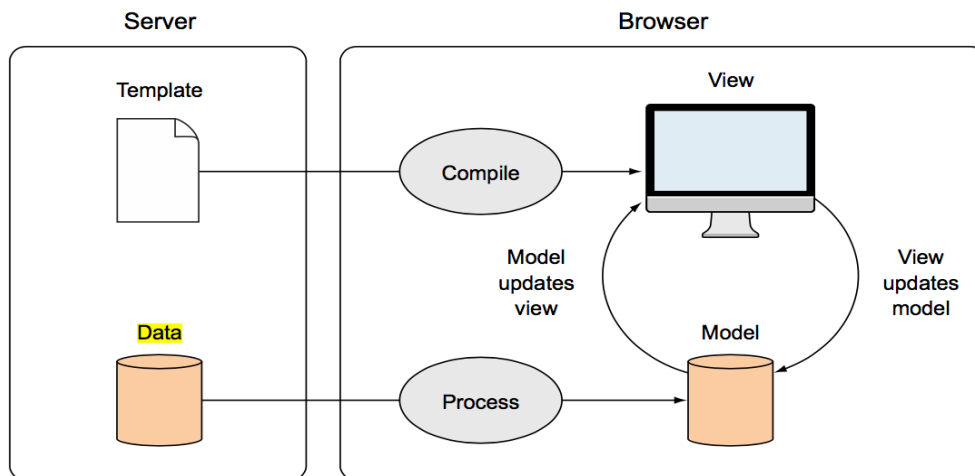 Server
Browser
Template
View
Compile
Model
updates
view
View
updates
model
Data
Model
Process